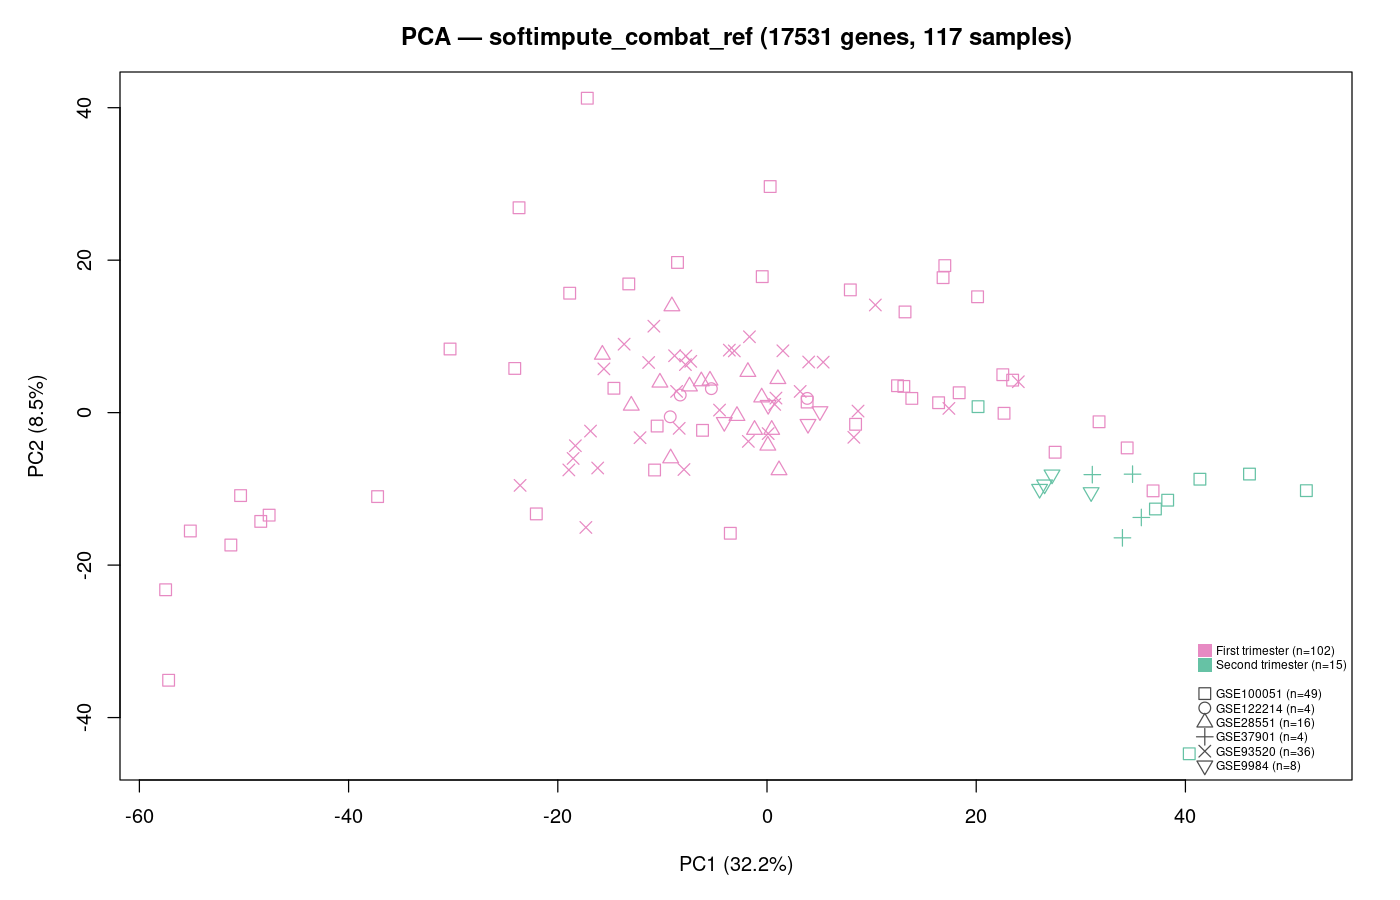 PCA — softimpute_combat_ref (17531 genes, 117 samples)
40
20
0
-20
-40
PC2 (8.5%)
First trimester (n=102)
Second trimester (n=15)
GSE100051 (n=49)
GSE122214 (n=4)
GSE28551 (n=16)
GSE37901 (n=4)
GSE93520 (n=36)
GSE9984 (n=8)
-60 -40 -20 0 20 40
PC1 (32.2%)